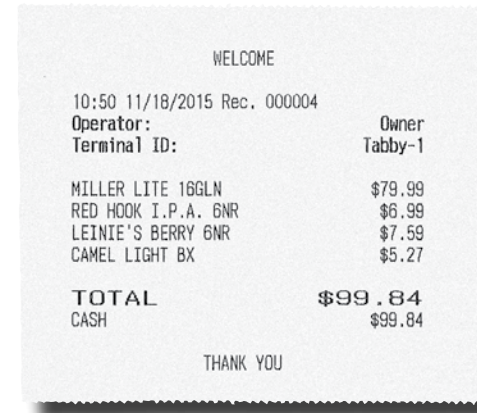 WELCOME
10:50 11/18/2015 Rec. 000004
Operator: Owner
Terminal ID: Tabby-1
MILLER LITE 16GLN $79.99
RED HOOK I.P.A. 6NR $6.99
LEINIE'S BERRY 6NR $7.59
CAMEL LIGHT BX $5.27
TOTAL $99.84
CASH $99.84
THANK YOU